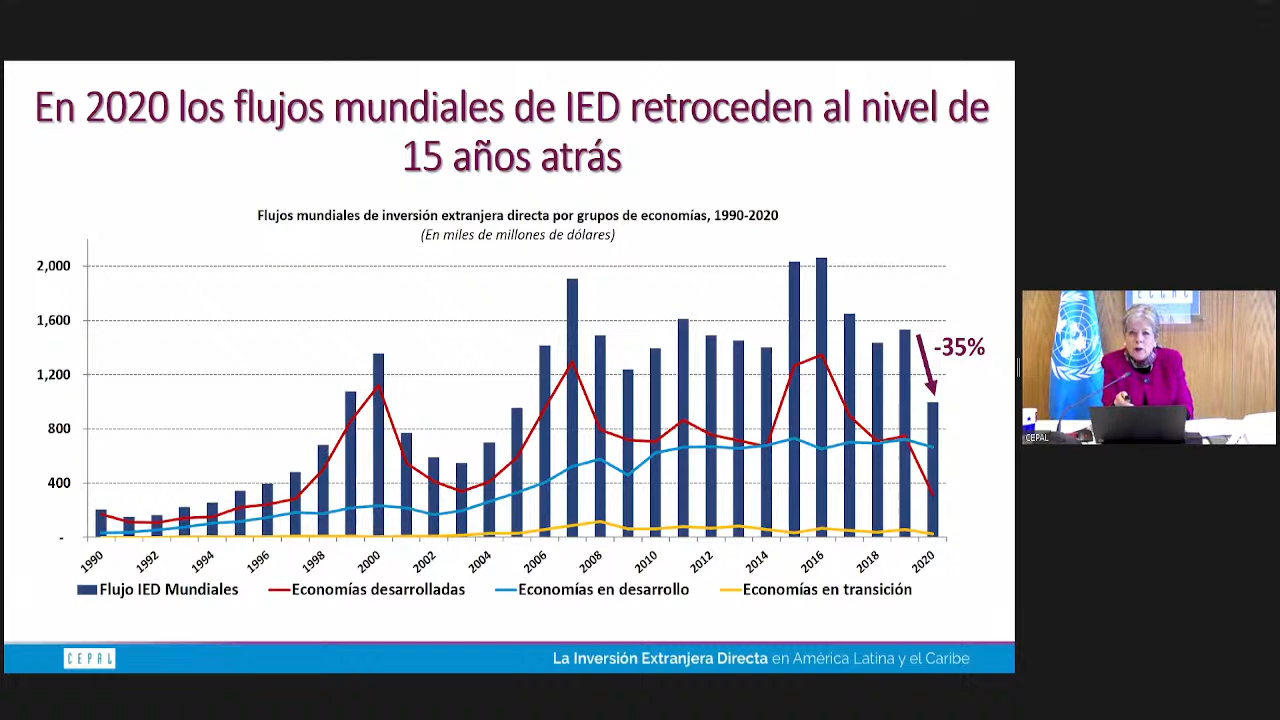 En 2020 los flujos mundiales de IED retroceden al nivel de
15 años atrás
Flujos mundiales de inversión extranjera directa por grupos de economías, 1990-2020
(En miles de millones de dólares)
2,000
1,600
1,200
800
400
-
-35%
1990 1992 1994 1996 1998 2000 2002 2004 2006 2008 2010 2012 2014 2016 2018 2020
Flujo IED Mundiales Economías desarrolladas Economías en desarrollo Economías en transición
CEPAL
La Inversión Extranjera Directa en América Latina y el Caribe
CEPAL
CEPAL